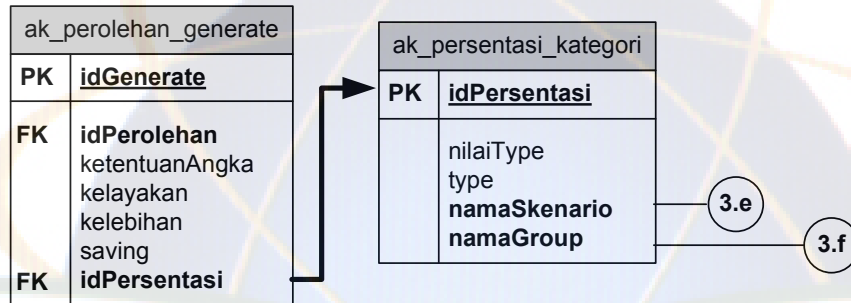 ak_perolehan_generate
PK idGenerate
FK idPerolehan
ketentuanAngka
kelayakan
kelebihan
saving
FK idPersentasi
ak_persentasi_kategori
PK idPersentasi
nilaiType
type
namaSkenario
namaGroup
3.e
3.f